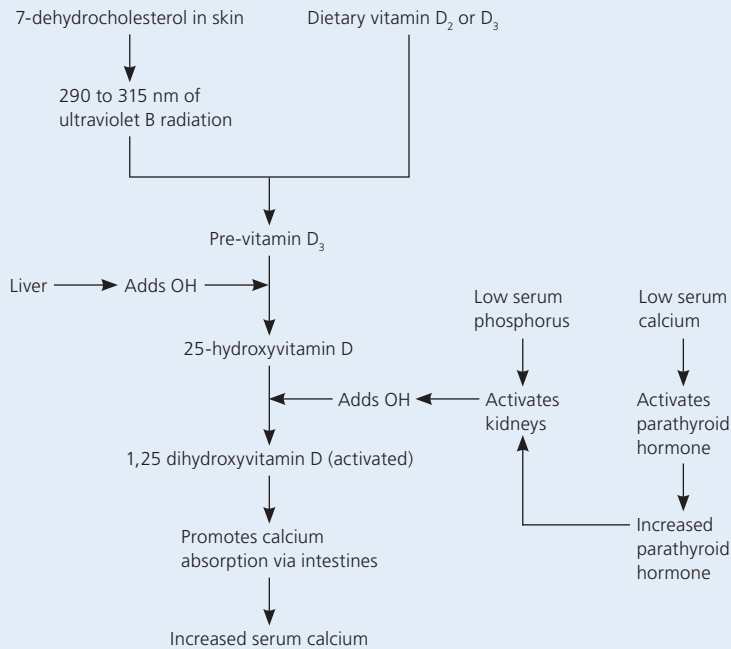 7-dehydrocholesterol in skin
Dietary vitamin D₂ or D₃
290 to 315 nm of
ultraviolet B radiation
Pre-vitamin D₃
Liver
Adds OH
Low serum
phosphorus
Low serum
calcium
25-hydroxyvitamin D
Adds OH
Activates
kidneys
Activates
parathyroid
hormone
1,25 dihydroxyvitamin D (activated)
Promotes calcium
absorption via intestines
Increased
parathyroid
hormone
Increased serum calcium